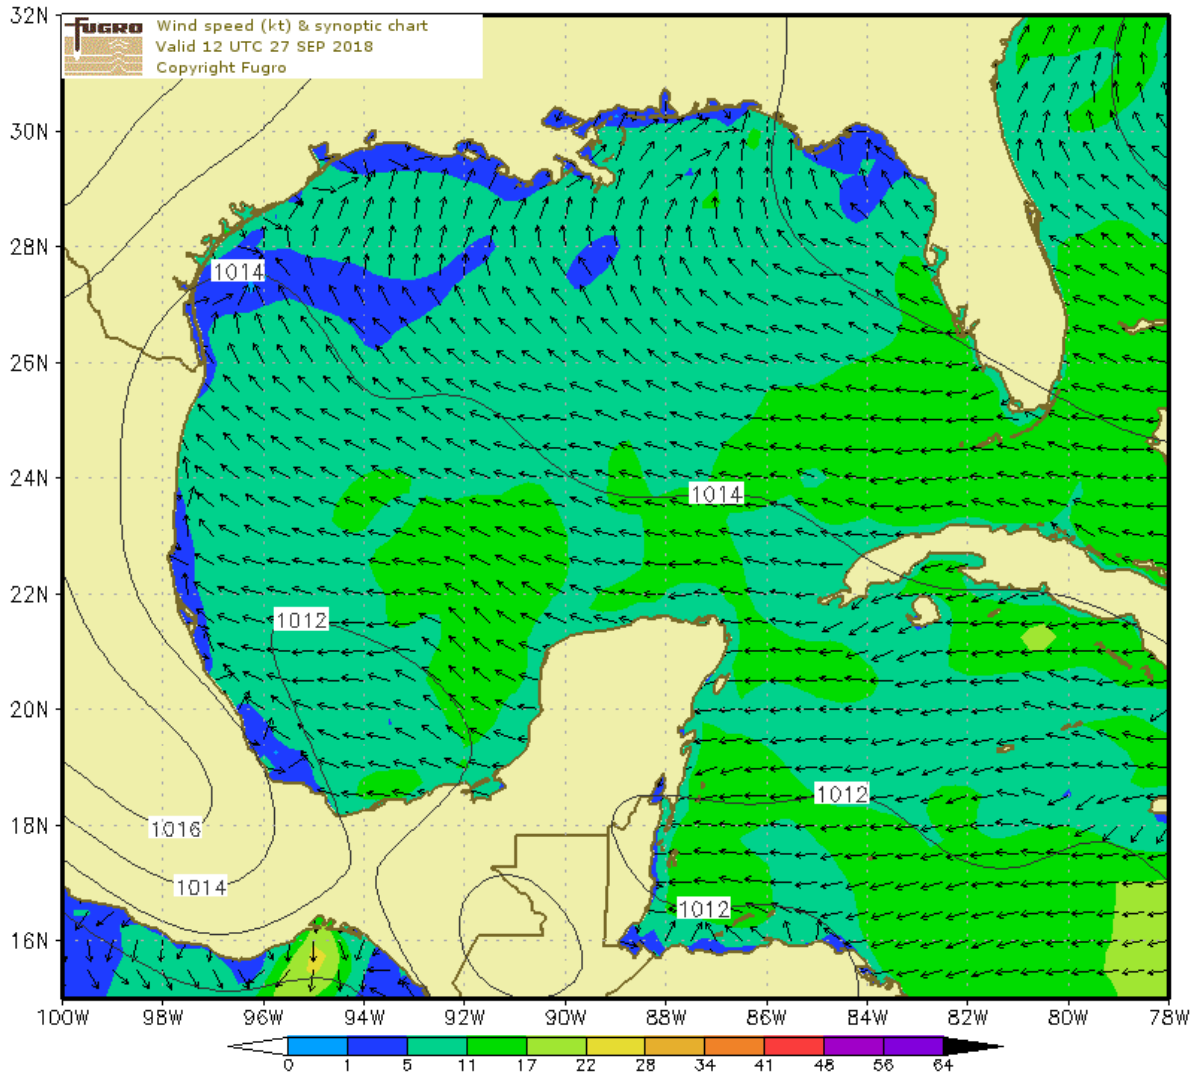 FUGRO
Wind speed (kt) & synoptic chart
Valid 12 UTC 27 SEP 2018
Copyright Fugro
32N
30N
28N
1014
26N
24N
1014
22N
1012
20N
1012
18N
1016
1014
1012
16N
100W 98W 96W 94W 92W 90W 88W 86W 84W 82W 80W 78W
0 1 5 11 17 22 28 34 41 48 56 64